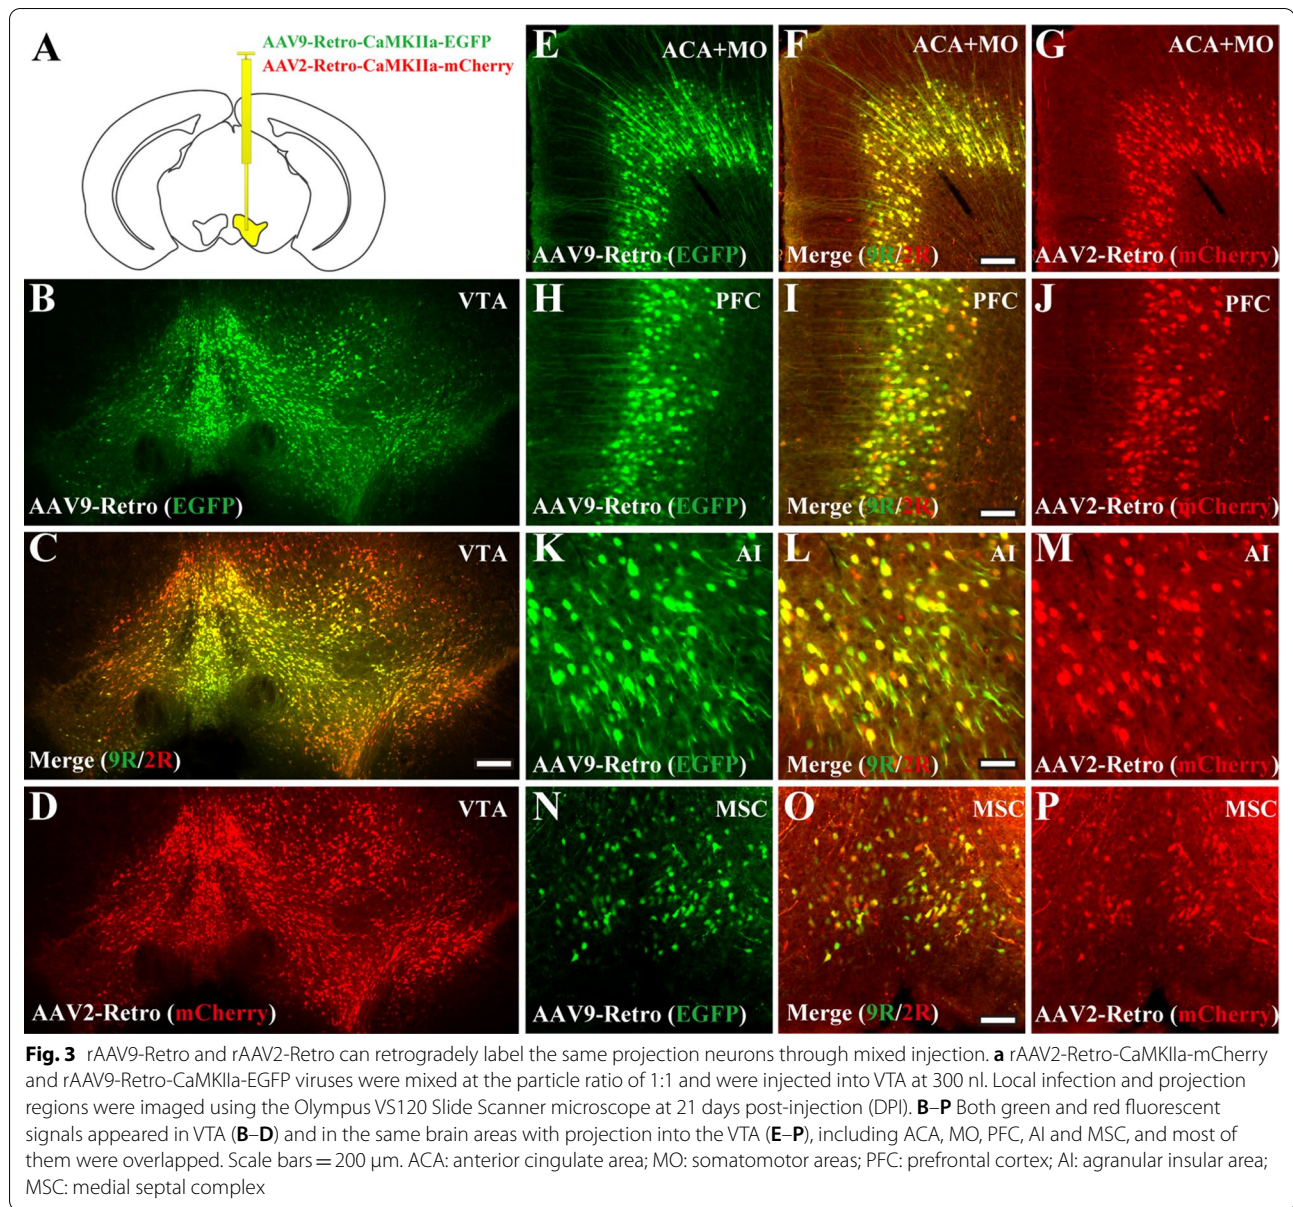 A
AAV9-Retro-CaMKIIa-EGFP
AAV2-Retro-CaMKIIa-mCherry
E
ACA+MO
AAV9-Retro (EGFP)
F
ACA+MO
Merge (9R/2R)
G
ACA+MO
AAV2-Retro (mCherry)
B
VTA
AAV9-Retro (EGFP)
H
PFC
AAV9-Retro (EGFP)
I
PFC
Merge (9R/2R)
J
PFC
AAV2-Retro (mCherry)
C
VTA
Merge (9R/2R)
K
AI
AAV9-Retro (EGFP)
L
AI
Merge (9R/2R)
M
AI
AAV2-Retro (mCherry)
D
VTA
AAV2-Retro (mCherry)
N
MSC
AAV9-Retro (EGFP)
O
MSC
Merge (9R/2R)
P
MSC
AAV2-Retro (mCherry)
Fig. 3 rAAV9-Retro and rAAV2-Retro can retrogradely label the same projection neurons through mixed injection. a rAAV2-Retro-CaMKIIa-mCherry
and rAAV9-Retro-CaMKIIa-EGFP viruses were mixed at the particle ratio of 1:1 and were injected into VTA at 300 nl. Local infection and projection
regions were imaged using the Olympus VS120 Slide Scanner microscope at 21 days post-injection (DPI). B–P Both green and red fluorescent
signals appeared in VTA (B–D) and in the same brain areas with projection into the VTA (E–P), including ACA, MO, PFC, AI and MSC, and most of
them were overlapped. Scale bars = 200 μm. ACA: anterior cingulate area; MO: somatomotor areas; PFC: prefrontal cortex; AI: agranular insular area;
MSC: medial septal complex